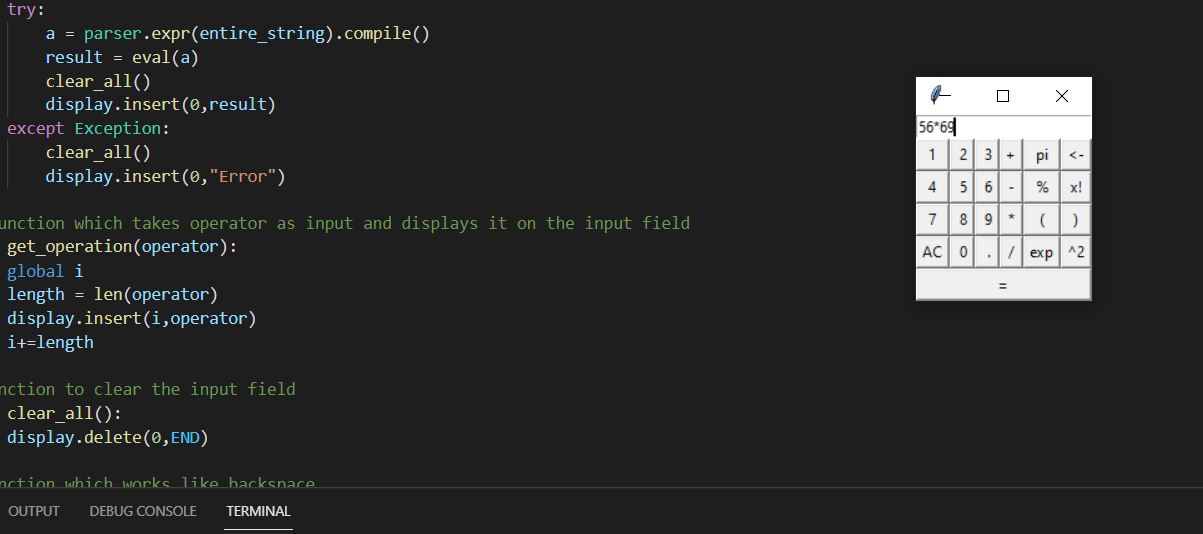 try:
a = parser.expr(entire_string).compile()
result = eval(a)
clear_all()
display.insert(0,result)
except Exception:
clear_all()
display.insert(0,"Error")
unction which takes operator as input and displays it on the input field
get_operation(operator):
global i
length = len(operator)
display.insert(i,operator)
i+=length
nction to clear the input field
clear_all():
display.delete(0,END)
nction which works like backspace
OUTPUT DEBUG CONSOLE TERMINAL
56*69
1 2 3 + pi <-
4 5 6 - % x!
7 8 9 * ( )
AC 0 . / exp ^2
=